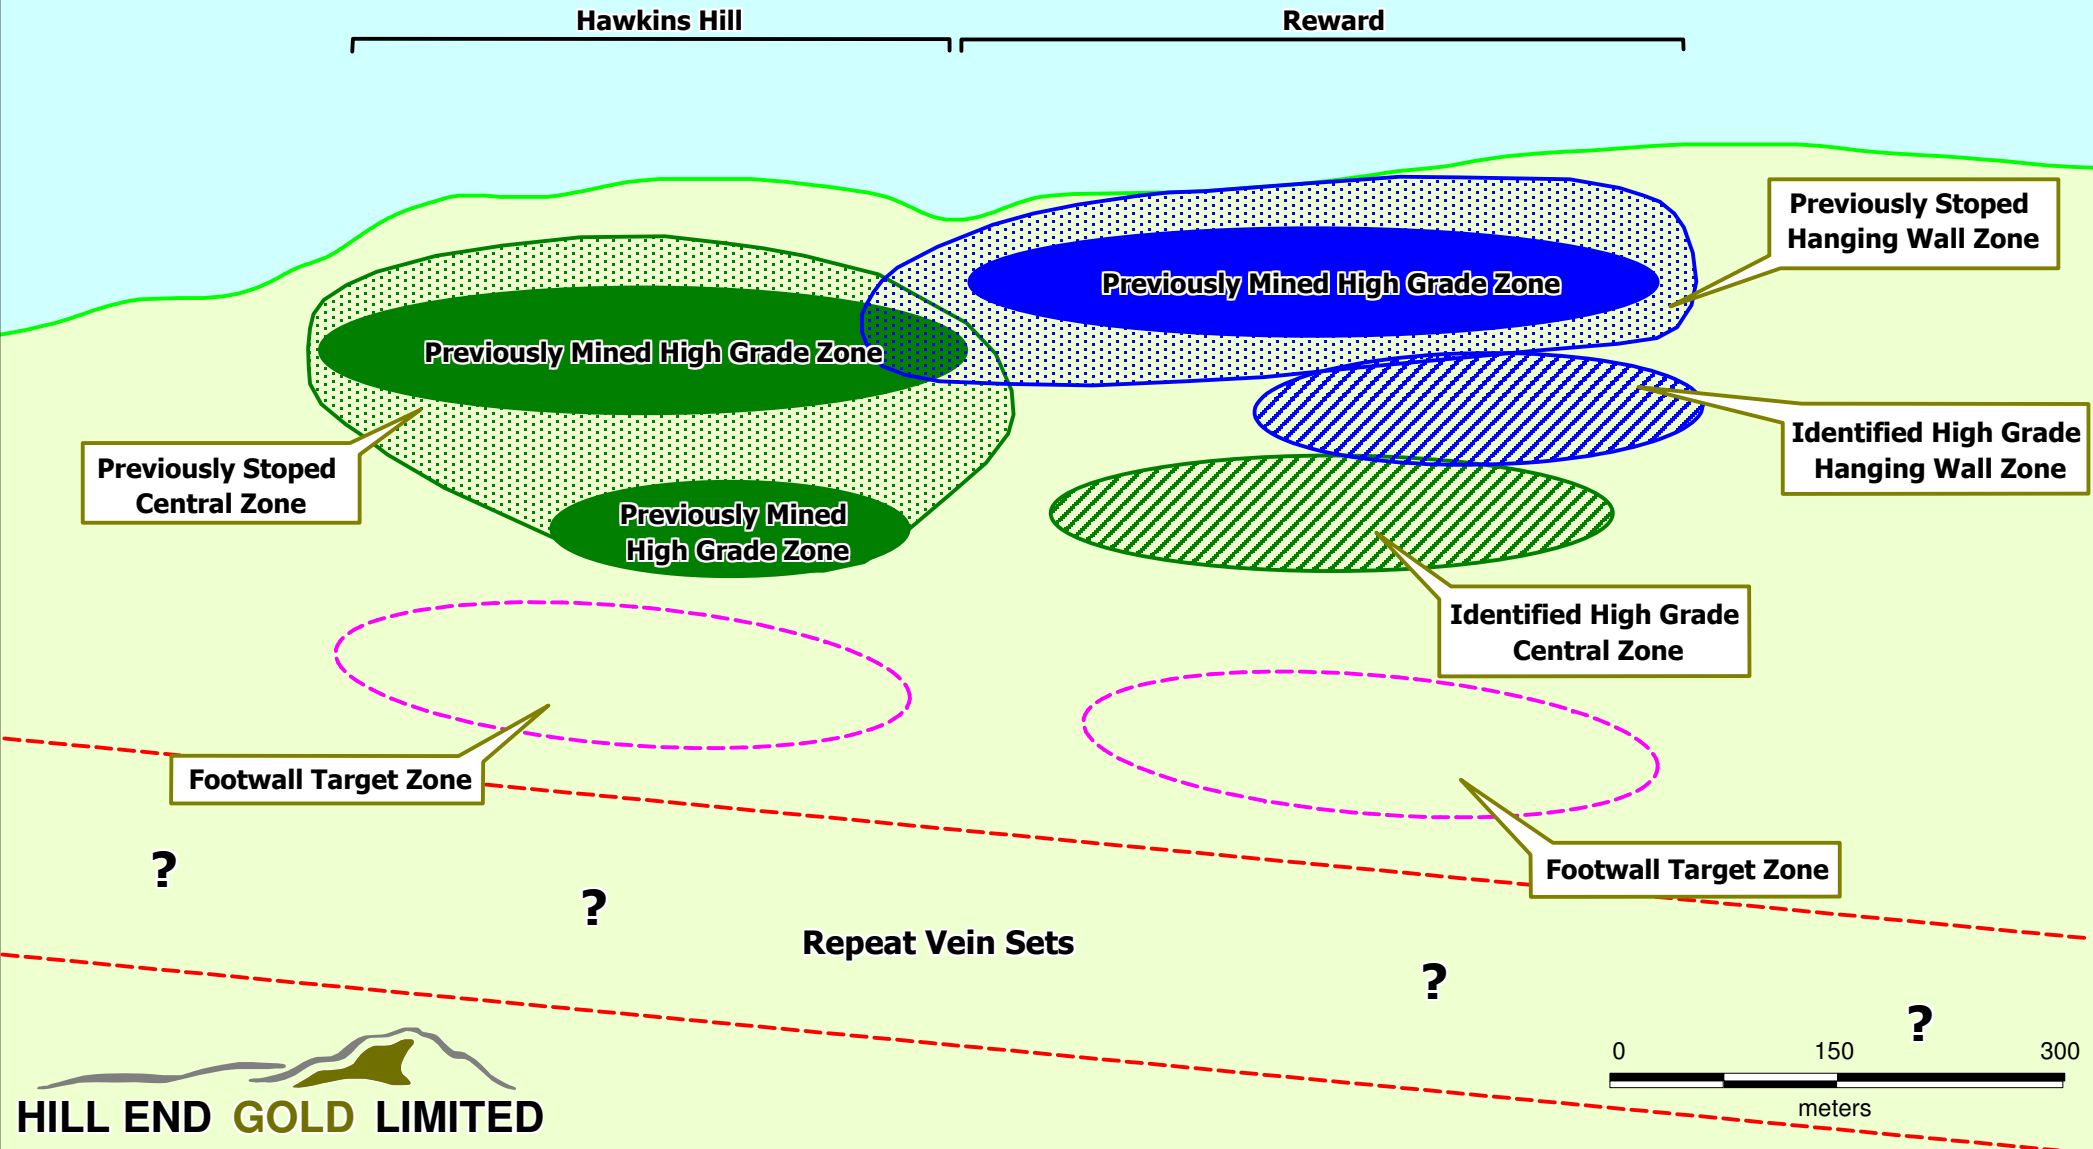 Hawkins Hill
Reward
Previously Stoped
Hanging Wall Zone
Previously Mined High Grade Zone
Previously Mined High Grade Zone
Identified High Grade
Hanging Wall Zone
Previously Stoped
Central Zone
Previously Mined
High Grade Zone
Identified High Grade
Central Zone
Footwall Target Zone
Footwall Target Zone
?
?
Repeat Vein Sets
?
?
0 150 300
meters
HILL END GOLD LIMITED